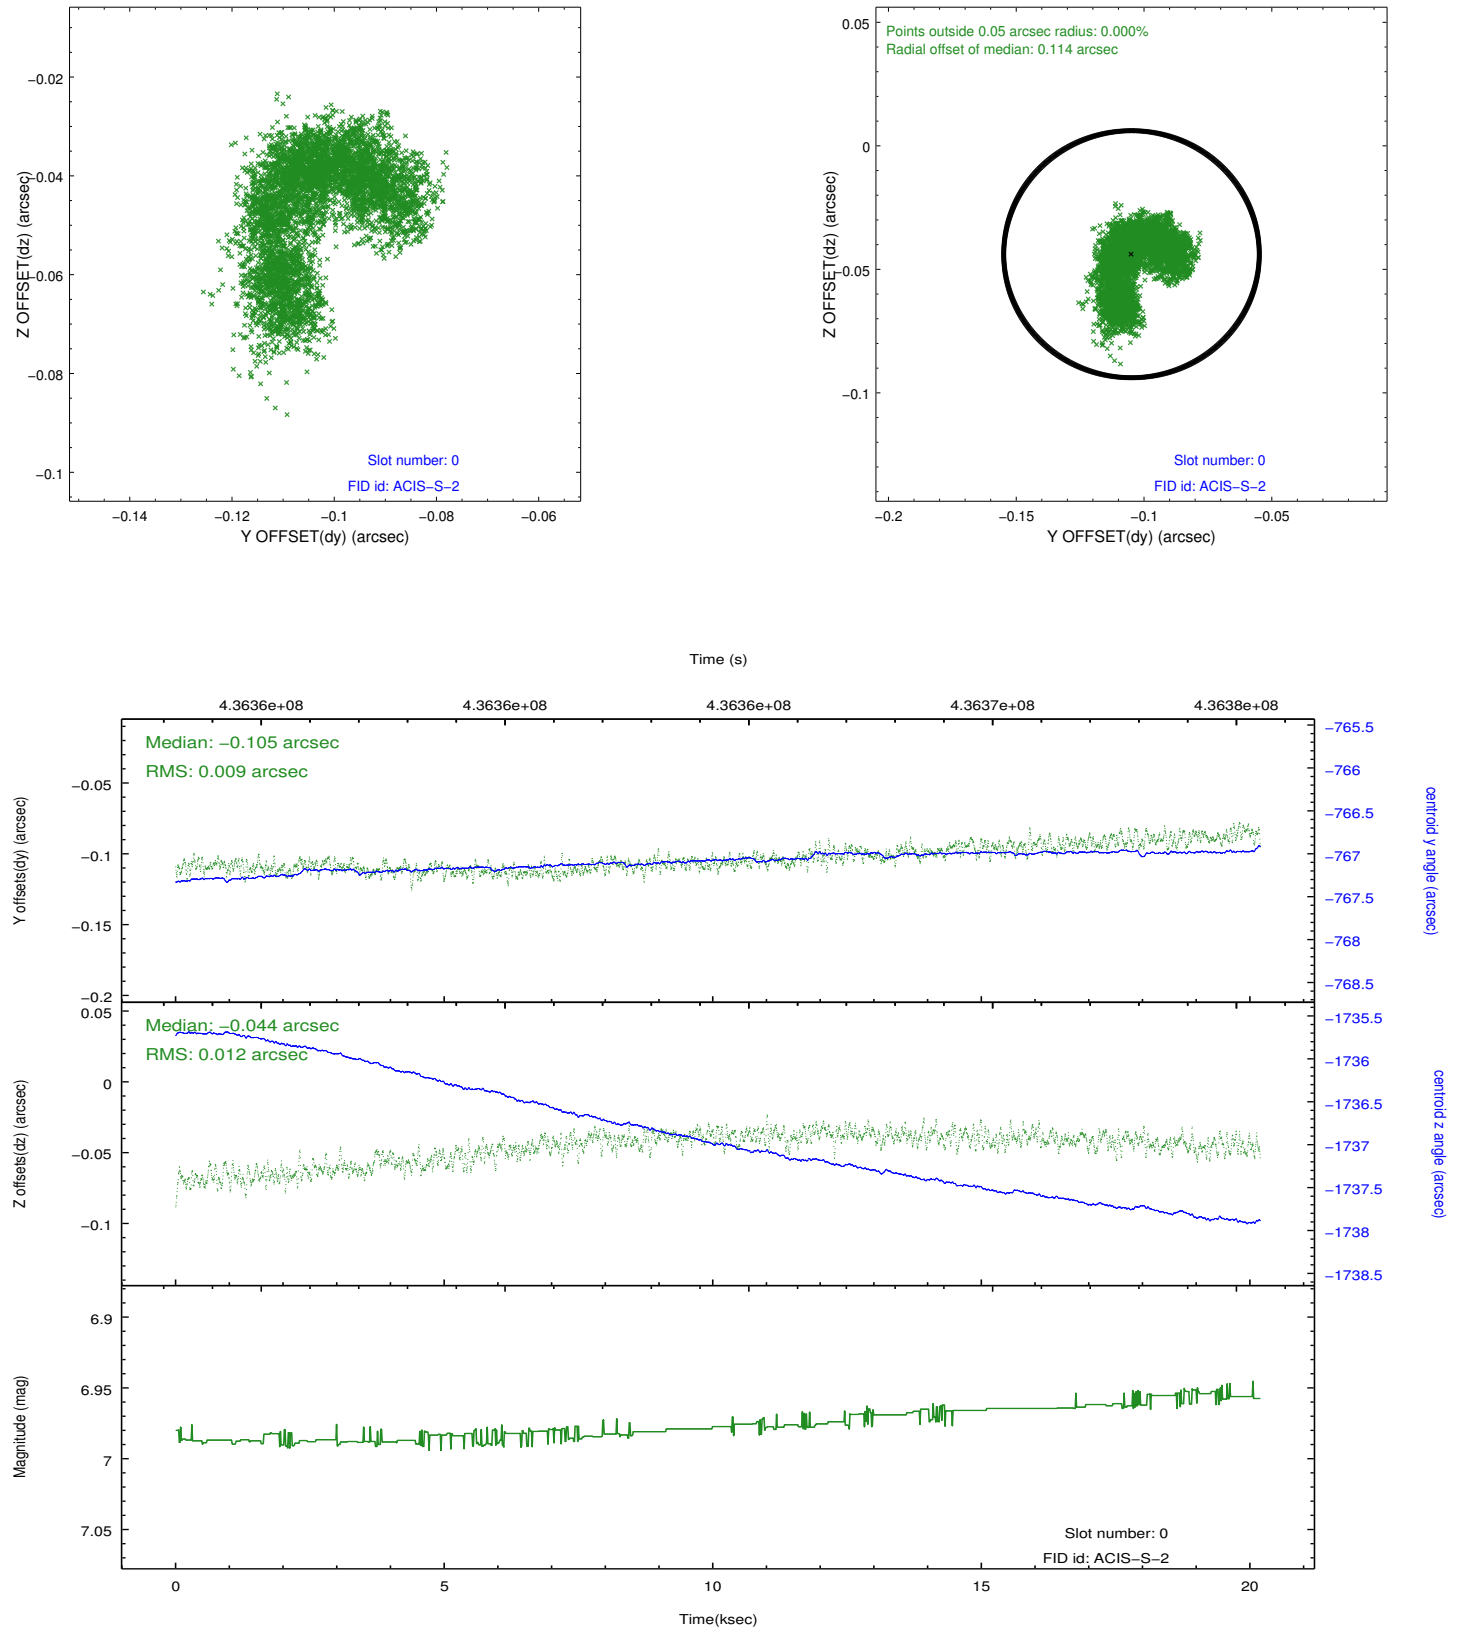 −0.02
−0.04
−0.06
−0.08
−0.1
Z OFFSET(dz) (arcsec)
Slot number: 0
FID id: ACIS−S−2
−0.14
−0.12
−0.1
−0.08
−0.06
Y OFFSET(dy) (arcsec)
0.05
0
−0.05
−0.1
Z OFFSET(dz) (arcsec)
Points outside 0.05 arcsec radius: 0.000%
Radial offset of median: 0.114 arcsec
Slot number: 0
FID id: ACIS−S−2
−0.2
−0.15
−0.1
−0.05
Y OFFSET(dy) (arcsec)
Time (s)
4.3636e+08
4.3636e+08
4.3636e+08
4.3637e+08
4.3638e+08
Median: −0.105 arcsec
RMS: 0.009 arcsec
Y offsets(dy) (arcsec)
−0.05
−0.1
−0.15
−0.2
−765.5
−766
−766.5
−767
−767.5
−768
−768.5
centroid y angle (arcsec)
Median: −0.044 arcsec
RMS: 0.012 arcsec
Z offsets(dz) (arcsec)
0.05
0
−0.05
−0.1
−1735.5
−1736
−1736.5
−1737
−1737.5
−1738
−1738.5
centroid z angle (arcsec)
Magnitude (mag)
6.9
6.95
7
7.05
Slot number: 0
FID id: ACIS−S−2
0
5
10
15
20
Time(ksec)